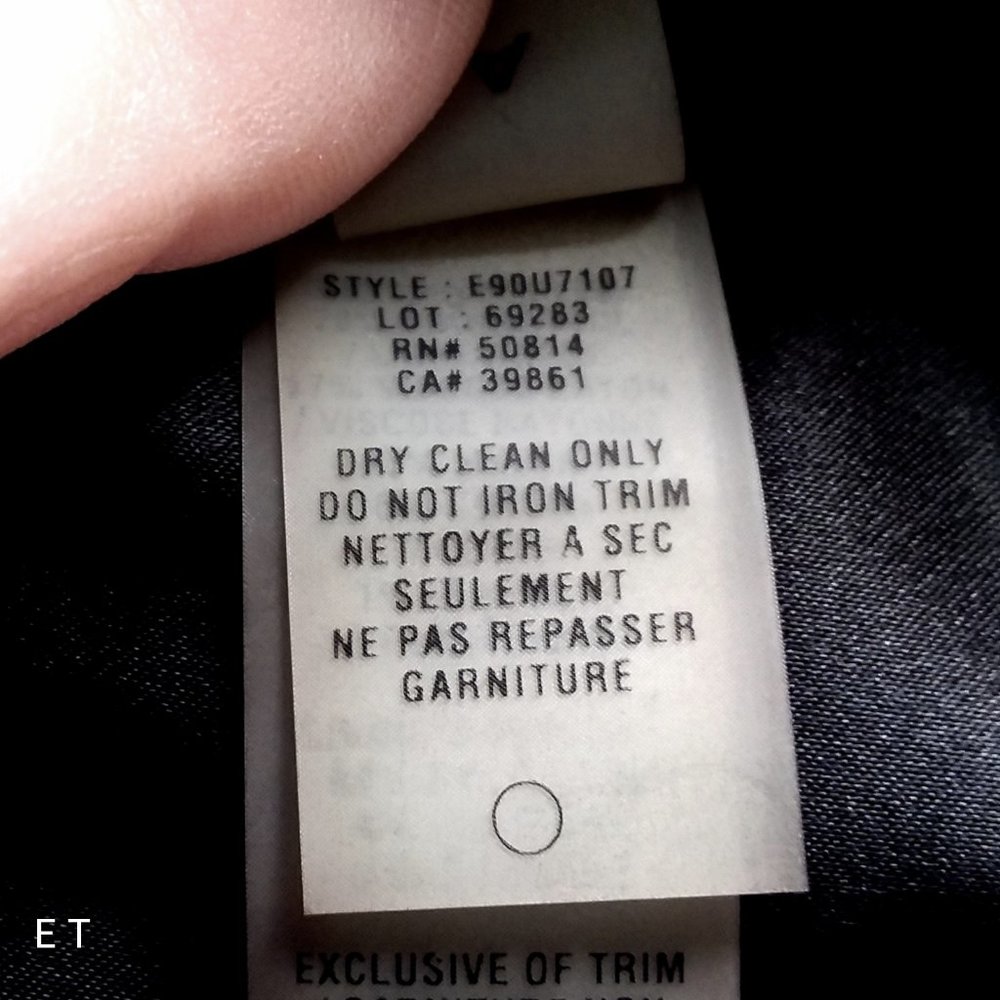 STYLE : E90U7107
LOT : 69283
RN# 50814
CA# 39861
DRY CLEAN ONLY
DO NOT IRON TRIM
NETTOYER A SEC
SEULEMENT
NE PAS REPASSER
GARNITURE
ET
EXCLUSIVE OF TRIM